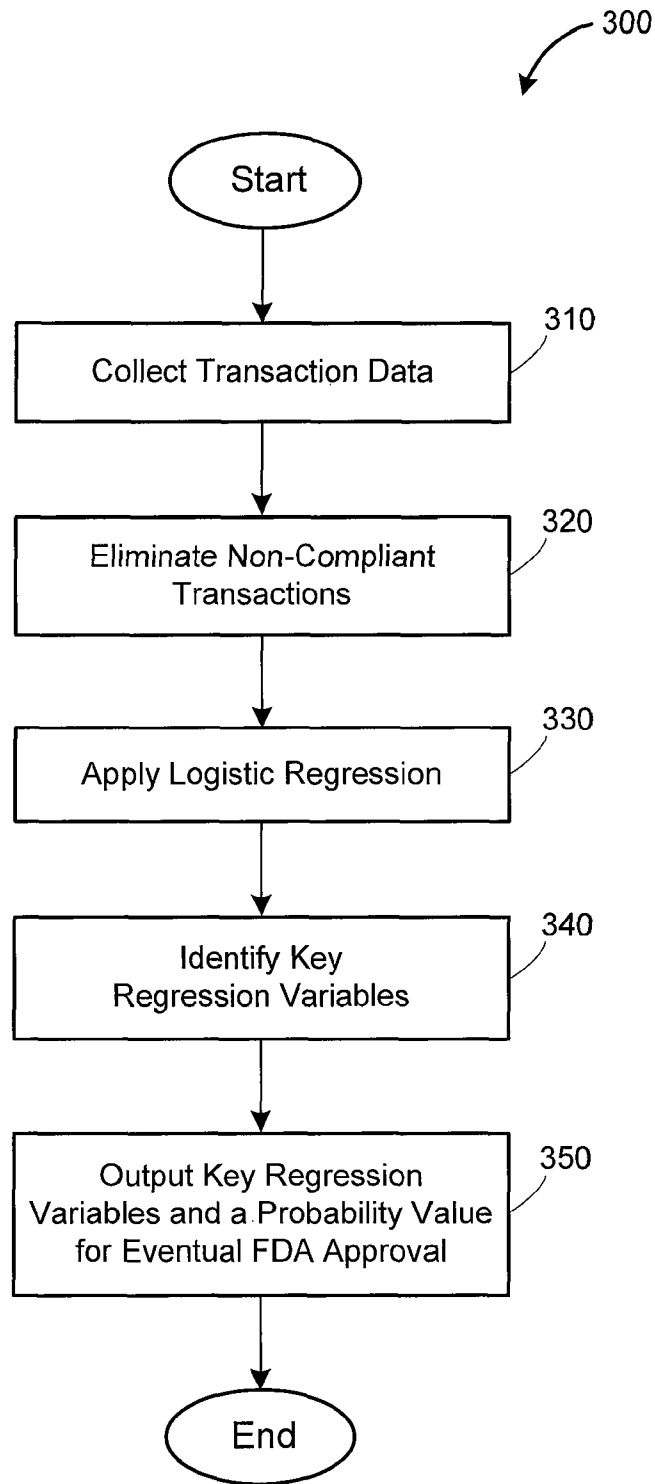 300
Start
310
Collect Transaction Data
320
Eliminate Non-Compliant
Transactions
330
Apply Logistic Regression
340
Identify Key
Regression Variables
350
Output Key Regression
Variables and a Probability Value
for Eventual FDA Approval
End